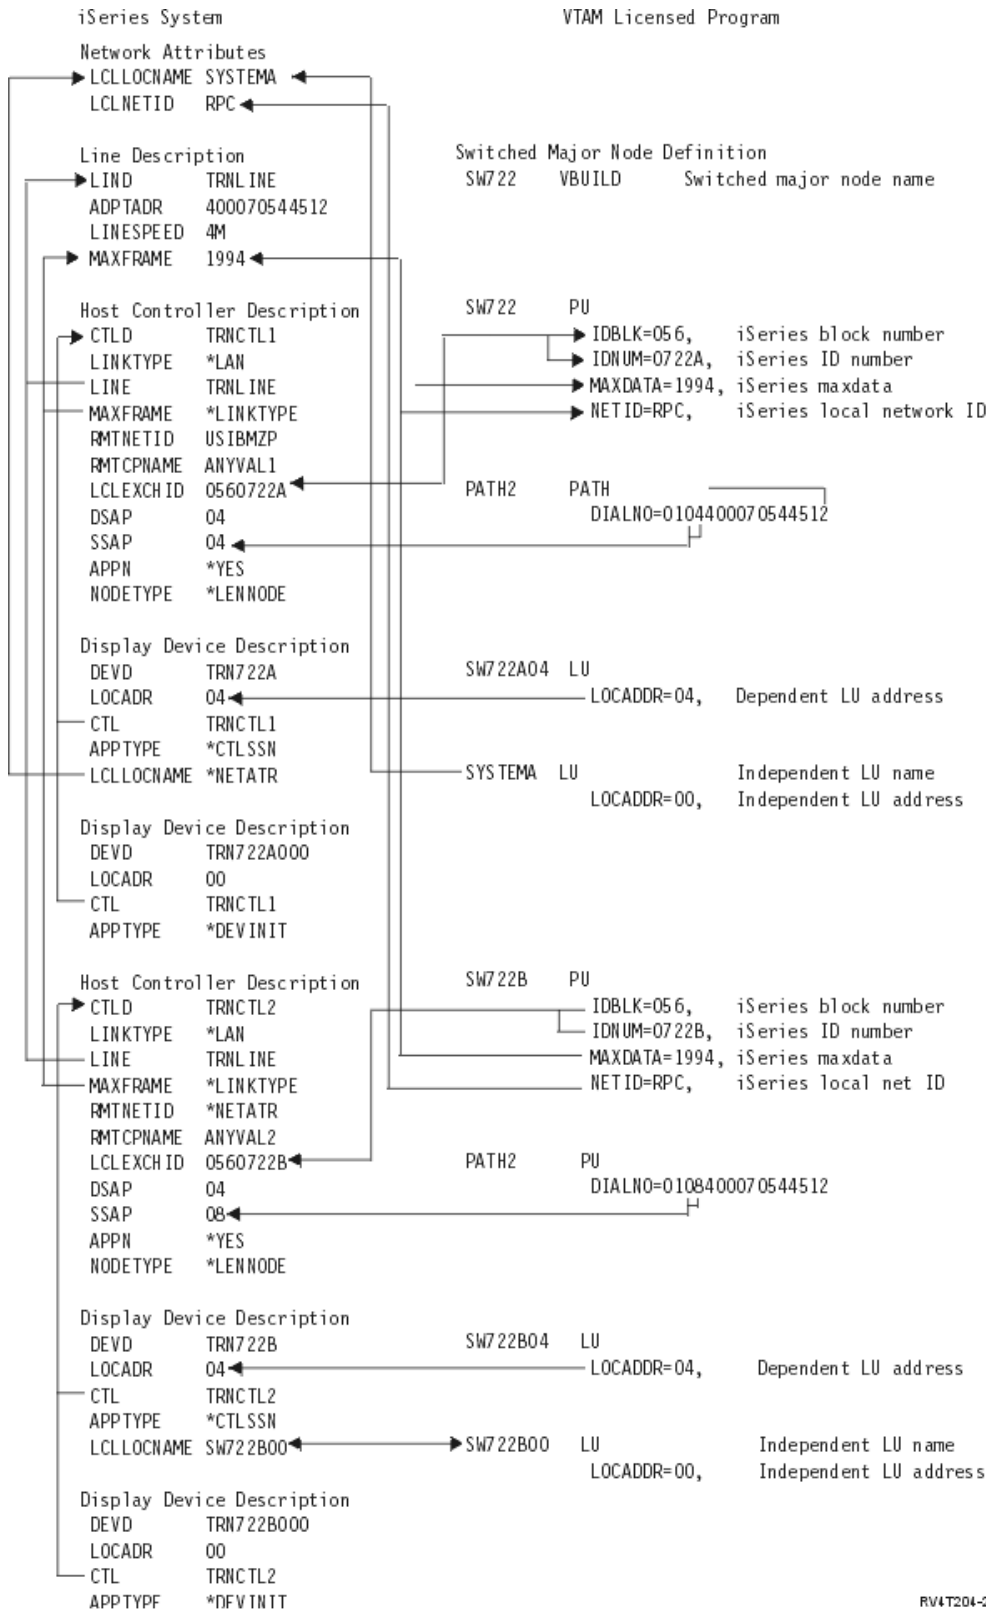 iSeries System VTAM Licensed Program
Network Attributes
LCLLOCNAME SYSTEMA
LCLNETID RPC
Line Description Switched Major Node Definition
LIND TRNLINE SW722 VBUILD Switched major node name
ADPTADR 400070544512
LINESPEED 4M
MAXFRAME 1994
Host Controller Description SW722 PU
CTLD TRNCTL1 IDBLK=056, iSeries block number
LINKTYPE *LAN IDNUM=0722A, iSeries ID number
LINE TRNLINE MAXDATA=1994, iSeries maxdata
MAXFRAME *LINKTYPE NETID=RPC, iSeries local network ID
RMTNETID USIBMZP
RMTCPNAME ANYVAL1
LCLEXCHID 0560722A PATH2 PATH
DSAP 04 DIALNO=0104400070544512
SSAP 04
APPN *YES
NODETYPE *LENNODE
Display Device Description
DEVD TRN722A SW722A04 LU
LOCADR 04 LOCADDR=04, Dependent LU address
CTL TRNCTL1
APPTYPE *CTLSSN
LCLLOCNAME *NETATR SYSTEMA LU Independent LU name
LOCADDR=00, Independent LU address
Display Device Description
DEVD TRN722A000
LOCADR 00
CTL TRNCTL1
APPTYPE *DEVINIT
Host Controller Description SW722B PU
CTLD TRNCTL2 IDBLK=056, iSeries block number
LINKTYPE *LAN IDNUM=0722B, iSeries ID number
LINE TRNLINE MAXDATA=1994, iSeries maxdata
MAXFRAME *LINKTYPE NETID=RPC, iSeries local net ID
RMTNETID *NETATR
RMTCPNAME ANYVAL2
LCLEXCHID 0560722B PATH2 PU
DSAP 04 DIALNO=0108400070544512
SSAP 08
APPN *YES
NODETYPE *LENNODE
Display Device Description
DEVD TRN722B SW722B04 LU
LOCADR 04 LOCADDR=04, Dependent LU address
CTL TRNCTL2
APPTYPE *CTLSSN
LCLLOCNAME SW722B00 SW722B00 LU Independent LU name
LOCADDR=00, Independent LU address
Display Device Description
DEVD TRN722B000
LOCADR 00
CTL TRNCTL2
APPTYPE *DEVINIT RV4T204-2